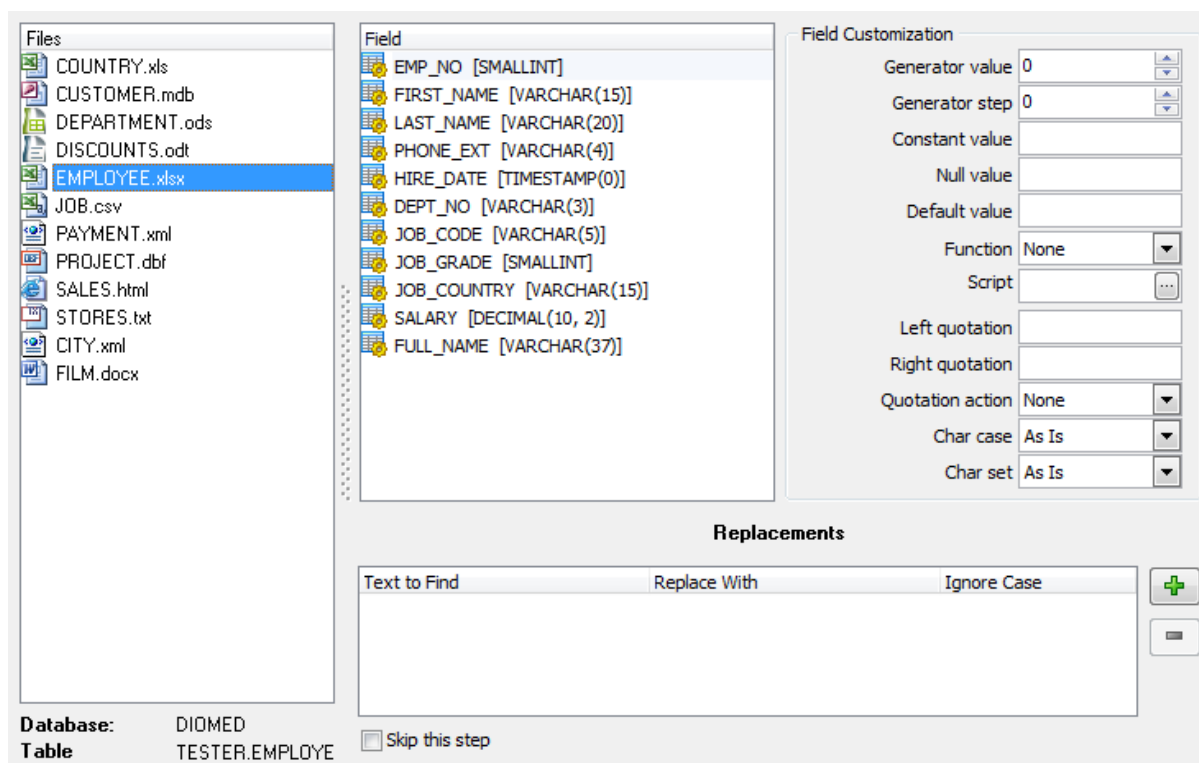 Files
COUNTRY.xls
CUSTOMER.mdb
DEPARTMENT.ods
DISCOUNTS.odt
EMPLOYEE.xlsx
JOB.csv
PAYMENT.xml
PROJECT.dbf
SALES.html
STORES.txt
CITY.xml
FILM.docx
Database: DIOMED
Table TESTER.EMPLOYE
Field
EMP_NO [SMALLINT]
FIRST_NAME [VARCHAR(15)]
LAST_NAME [VARCHAR(20)]
PHONE_EXT [VARCHAR(4)]
HIRE_DATE [TIMESTAMP(0)]
DEPT_NO [VARCHAR(3)]
JOB_CODE [VARCHAR(5)]
JOB_GRADE [SMALLINT]
JOB_COUNTRY [VARCHAR(15)]
SALARY [DECIMAL(10, 2)]
FULL_NAME [VARCHAR(37)]
Field Customization
Generator value 0
Generator step 0
Constant value
Null value
Default value
Function None
Script ...
Left quotation
Right quotation
Quotation action None
Char case As Is
Char set As Is
Replacements
Text to Find Replace With Ignore Case
Skip this step